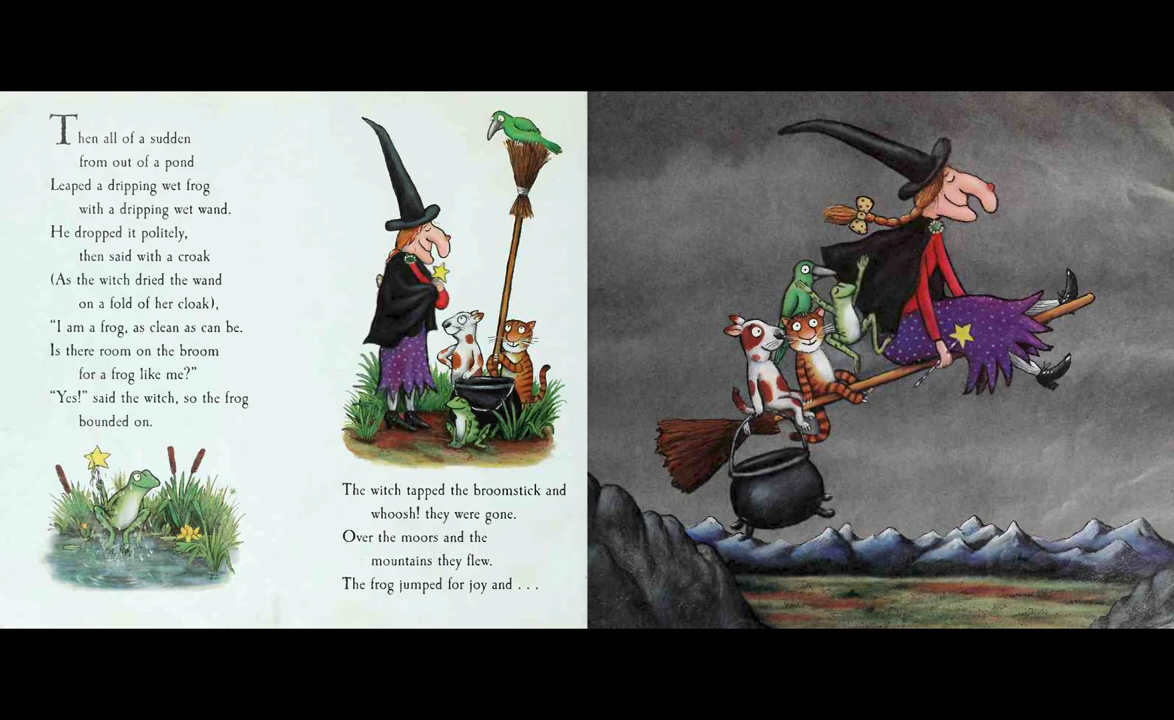 Then all of a sudden
from out of a pond
Leaped a dripping wet frog
with a dripping wet wand.
He dropped it politely,
then said with a croak
(As the witch dried the wand
on a fold of her cloak),
“I am a frog, as clean as can be.
Is there room on the broom
for a frog like me?”
“Yes!” said the witch, so the frog
bounded on.
The witch tapped the broomstick and
whoosh! they were gone.
Over the moors and the
mountains they flew.
The frog jumped for joy and . . .